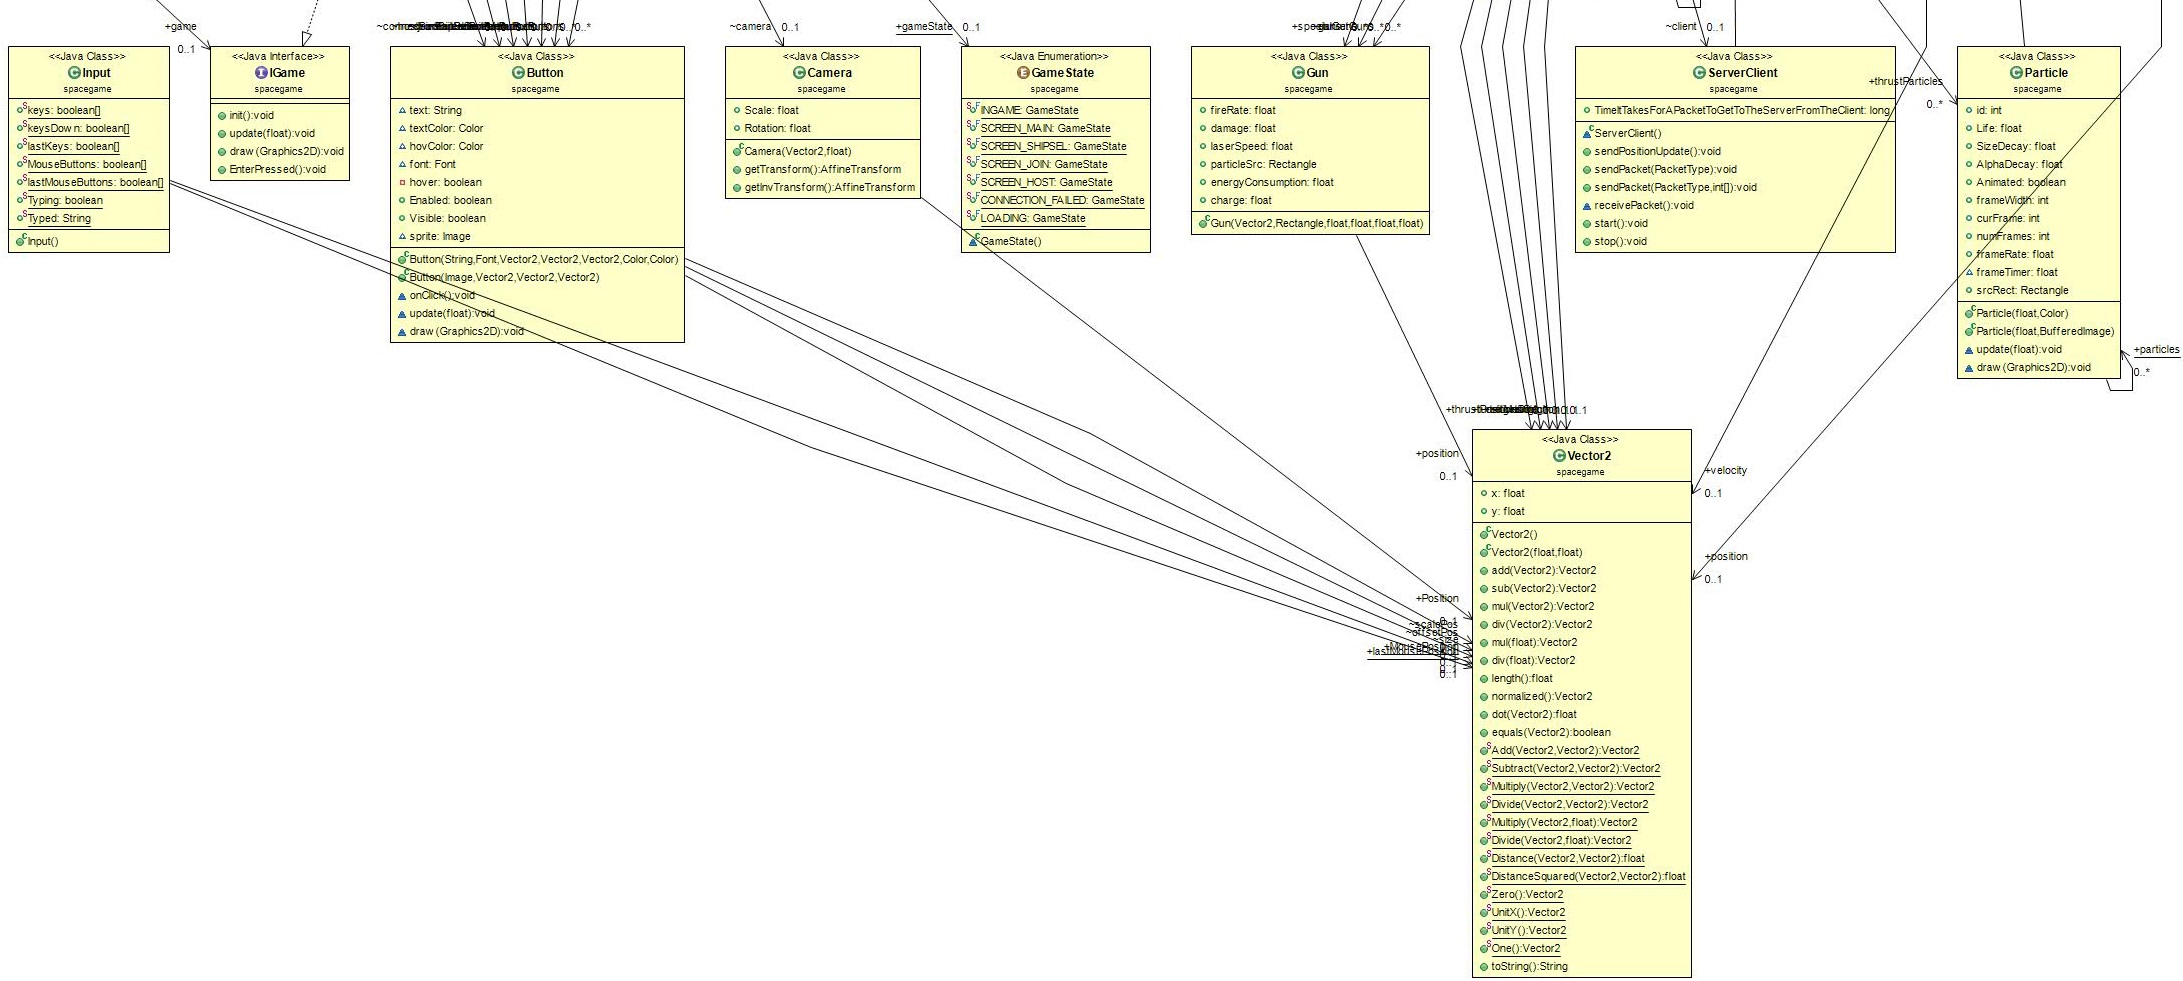 +game
0..1
~camera
0..1
+gameState
0..1
~client
0..1
+thrustParticles
0..*
<<Java Class>>
Input
spacegame
keys: boolean[]
keysDown: boolean[]
lastKeys: boolean[]
MouseButtons: boolean[]
lastMouseButtons: boolean[]
Typing: boolean
Typed: String
Input()
<<Java Interface>>
IGame
spacegame
init():void
update(float):void
draw(Graphics2D):void
EnterPressed():void
<<Java Class>>
Button
spacegame
text: String
textColor: Color
hovColor: Color
font: Font
hover: boolean
Enabled: boolean
Visible: boolean
sprite: Image
Button(String,Font,Vector2,Vector2,Vector2,Color,Color)
Button(Image,Vector2,Vector2,Vector2)
onClick():void
update(float):void
draw(Graphics2D):void
<<Java Class>>
Camera
spacegame
Scale: float
Rotation: float
Camera(Vector2,float)
getTransform():AffineTransform
getInvTransform():AffineTransform
<<Java Enumeration>>
GameState
spacegame
INGAME: GameState
SCREEN_MAIN: GameState
SCREEN_SHIPSEL: GameState
SCREEN_JOIN: GameState
SCREEN_HOST: GameState
CONNECTION_FAILED: GameState
LOADING: GameState
GameState()
<<Java Class>>
Gun
spacegame
fireRate: float
damage: float
laserSpeed: float
particleSrc: Rectangle
energyConsumption: float
charge: float
Gun(Vector2,Rectangle,float,float,float,float)
<<Java Class>>
ServerClient
spacegame
TimeItTakesForAPacketToGetToTheServerFromTheClient: long
ServerClient()
sendPositionUpdate():void
sendPacket(PacketType):void
sendPacket(PacketType,int[]):void
receivePacket():void
start():void
stop():void
<<Java Class>>
Particle
spacegame
id: int
Life: float
SizeDecay: float
AlphaDecay: float
Animated: boolean
frameWidth: int
curFrame: int
numFrames: int
frameRate: float
frameTimer: float
srcRect: Rectangle
Particle(float,Color)
Particle(float,BufferedImage)
update(float):void
draw(Graphics2D):void
+particles
0..*
+position
0..1
+velocity
0..1
+position
0..1
+Position
~scalePos
~offsetPos
~size
+MousePosition
+lastMousePosition
0..1
<<Java Class>>
Vector2
spacegame
x: float
y: float
Vector2()
Vector2(float,float)
add(Vector2):Vector2
sub(Vector2):Vector2
mul(Vector2):Vector2
div(Vector2):Vector2
mul(float):Vector2
div(float):Vector2
length():float
normalized():Vector2
dot(Vector2):float
equals(Vector2):boolean
Add(Vector2,Vector2):Vector2
Subtract(Vector2,Vector2):Vector2
Multiply(Vector2,Vector2):Vector2
Divide(Vector2,Vector2):Vector2
Multiply(Vector2,float):Vector2
Divide(Vector2,float):Vector2
Distance(Vector2,Vector2):float
DistanceSquared(Vector2,Vector2):float
Zero():Vector2
UnitX():Vector2
UnitY():Vector2
One():Vector2
toString():String